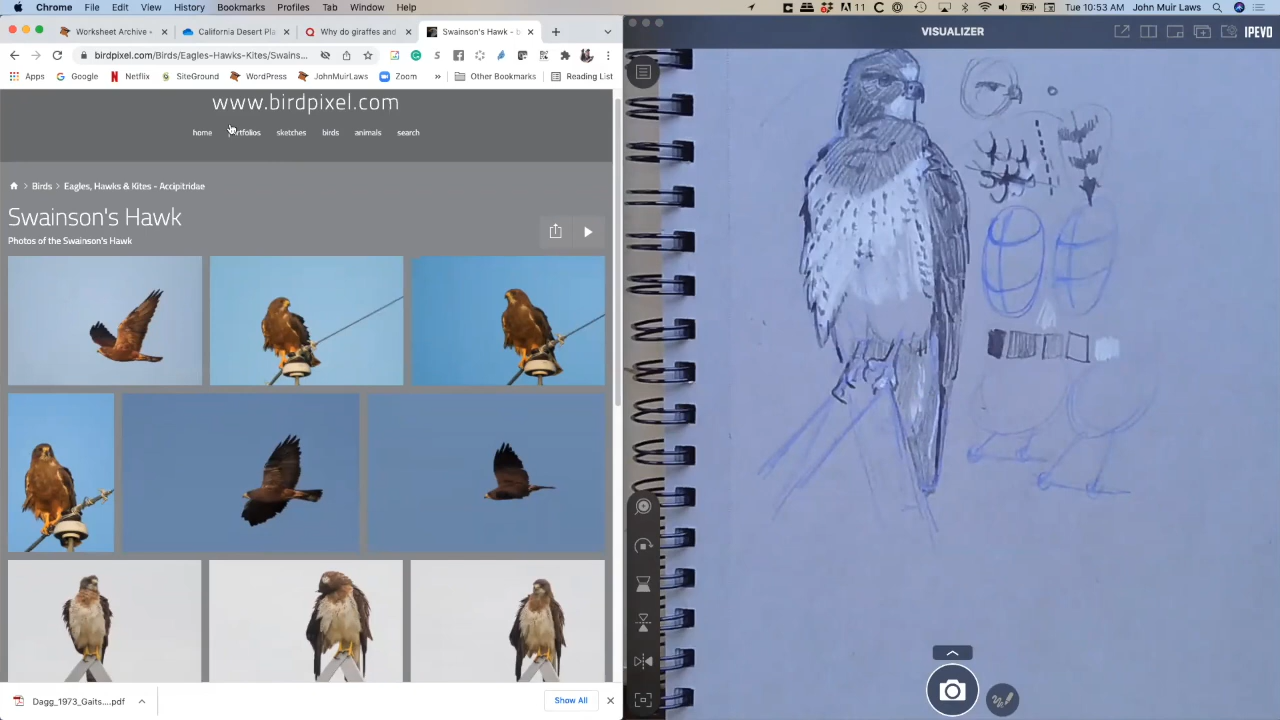 Chrome File Edit View History Bookmarks Profiles Tab Window Help
11 10:53 AM John Muir Laws
Worksheet Archive -
California Desert Pla
Why do giraffes and
Swainson's Hawk - b
birdpixel.com/Birds/Eagles-Hawks-Kites/Swains...
Apps Google Netflix SiteGround WordPress JohnMuirLaws Zoom » Other Bookmarks Reading List
www.birdpixel.com
home portfolios sketches birds animals search
Birds > Eagles, Hawks & Kites - Accipitridae
Swainson's Hawk
Photos of the Swainson's Hawk
Dagg_1973_Gaits....pdf
Show All
VISUALIZER
IPEVO